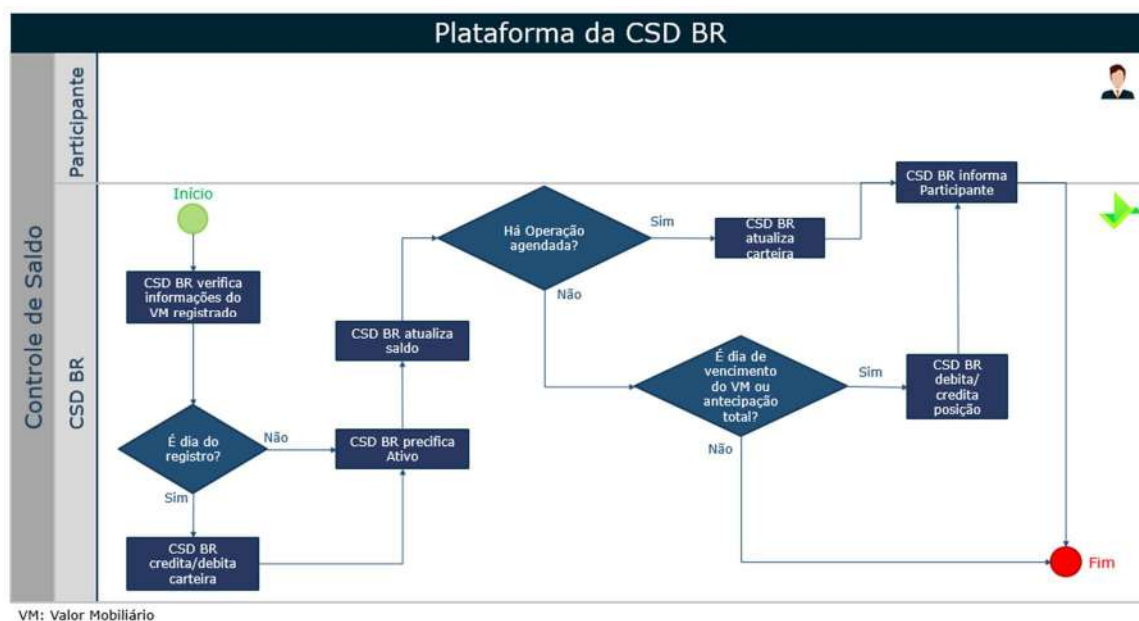 Plataforma da CSD BR
Controle de Saldo
Participante
CSD BR
Início
CSD BR verifica
informações do
VM registrado
É dia do
registro?
Não
Sim
CSD BR
credita/debita
carteira
CSD BR precifica
Ativo
CSD BR atualiza
saldo
Há Operação
agendada?
Sim
Não
CSD BR
atualiza
carteira
CSD BR informa
Participante
É dia de
vencimento
do VM ou
antecipação
total?
Sim
Não
CSD BR
debita/
credita
posição
Fim
VM: Valor Mobiliário